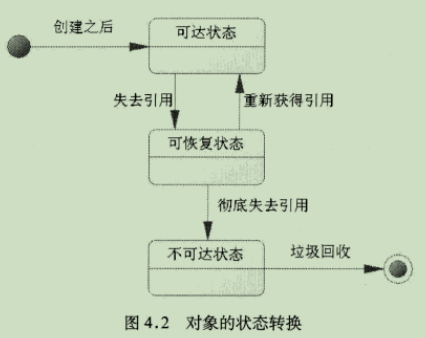 创建之后
可达状态
失去引用
重新获得引用
可恢复状态
彻底失去引用
不可达状态
垃圾回收
图 4.2 对象的状态转换